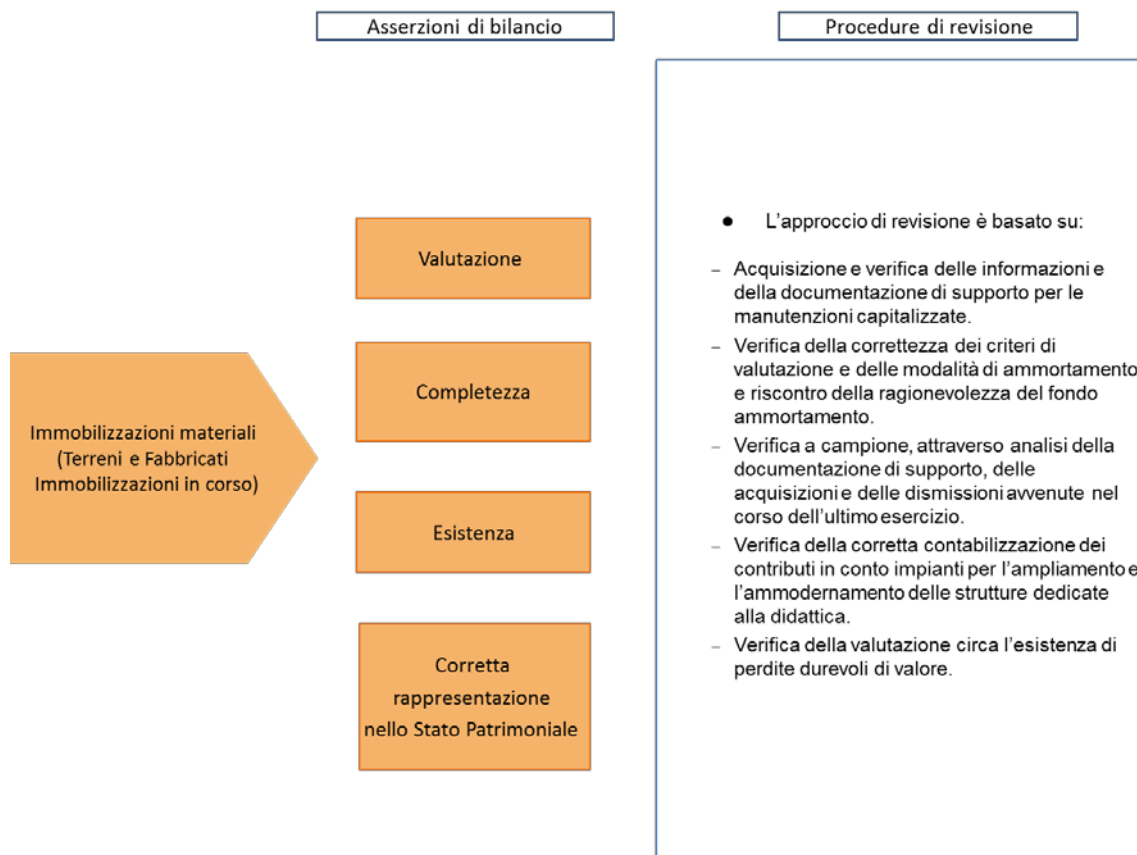 Asserzioni di bilancio
Procedure di revisione
Immobilizzazioni materiali
(Terreni e Fabbricati
Immobilizzazioni in corso)
Valutazione
Completezza
Esistenza
Corretta
rappresentazione
nello Stato Patrimoniale
● L'approccio di revisione è basato su:
– Acquisizione e verifica delle informazioni e
della documentazione di supporto per le
manutenzioni capitalizzate.
– Verifica della correttezza dei criteri di
valutazione e delle modalità di ammortamento
e riscontro della ragionevolezza del fondo
ammortamento.
– Verifica a campione, attraverso analisi della
documentazione di supporto, delle
acquisizioni e delle dismissioni avvenute nel
corso dell'ultimo esercizio.
– Verifica della corretta contabilizzazione dei
contributi in conto impianti per l'ampliamento e
l'ammodernamento delle strutture dedicate
alla didattica.
– Verifica della valutazione circa l'esistenza di
perdite durevoli di valore.